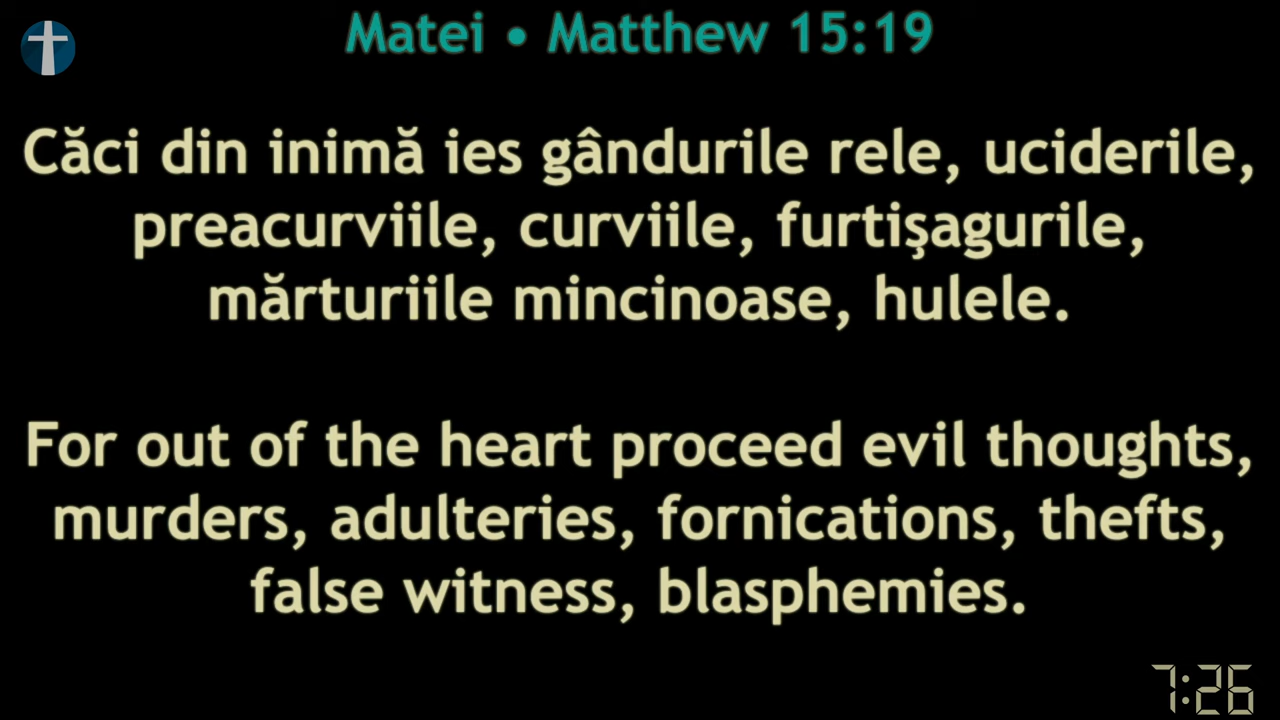 Matei • Matthew 15:19
Căci din inimă ies gândurile rele, uciderile,
preacurviile, curviile, furtişagurile,
mărturiile mincinoase, hulele.
For out of the heart proceed evil thoughts,
murders, adulteries, fornications, thefts,
false witness, blasphemies.
7:26